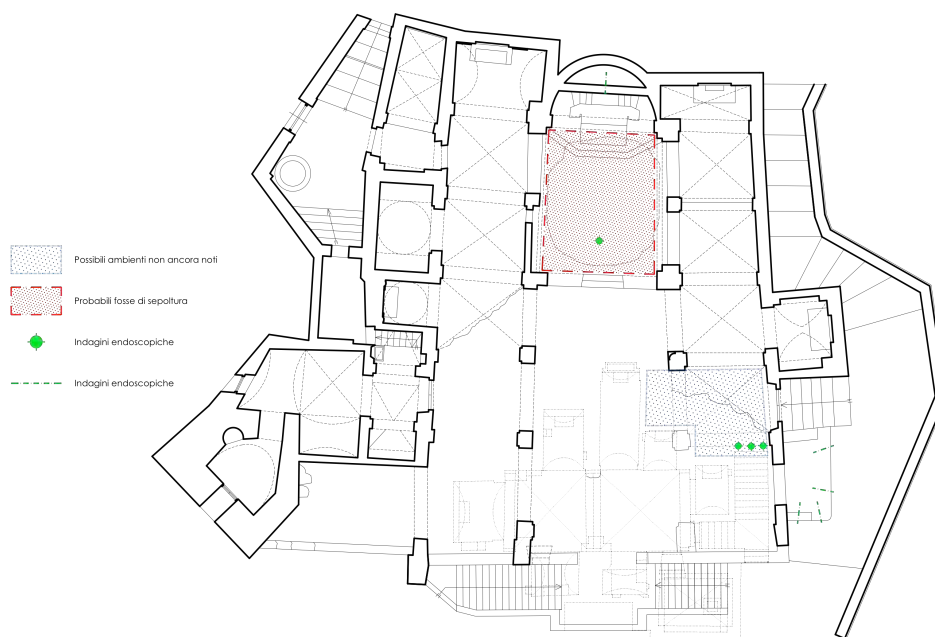 Possibili ambienti non ancora noti
Probabili fosse di sepoltura
Indagini endoscopiche
Indagini endoscopiche